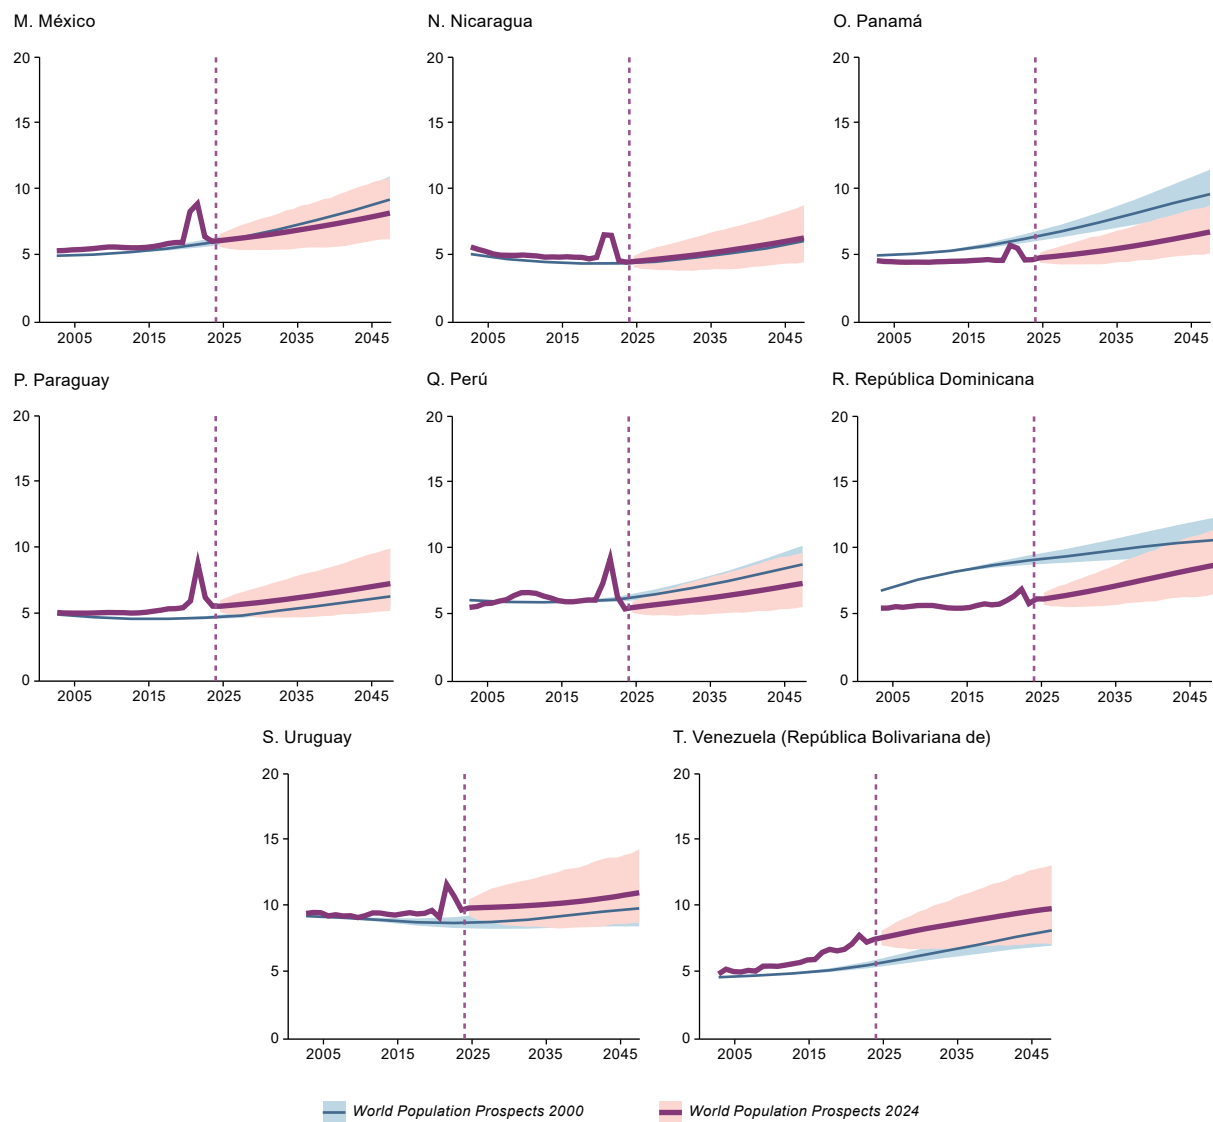 M. México
N. Nicaragua
O. Panamá
20
15
10
5
0
2005 2015 2025 2035 2045
20
15
10
5
0
2005 2015 2025 2035 2045
20
15
10
5
0
2005 2015 2025 2035 2045
P. Paraguay
Q. Perú
R. República Dominicana
20
15
10
5
0
2005 2015 2025 2035 2045
20
15
10
5
0
2005 2015 2025 2035 2045
20
15
10
5
0
2005 2015 2025 2035 2045
S. Uruguay
T. Venezuela (República Bolivariana de)
20
15
10
5
0
2005 2015 2025 2035 2045
20
15
10
5
0
2005 2015 2025 2035 2045
World Population Prospects 2000
World Population Prospects 2024